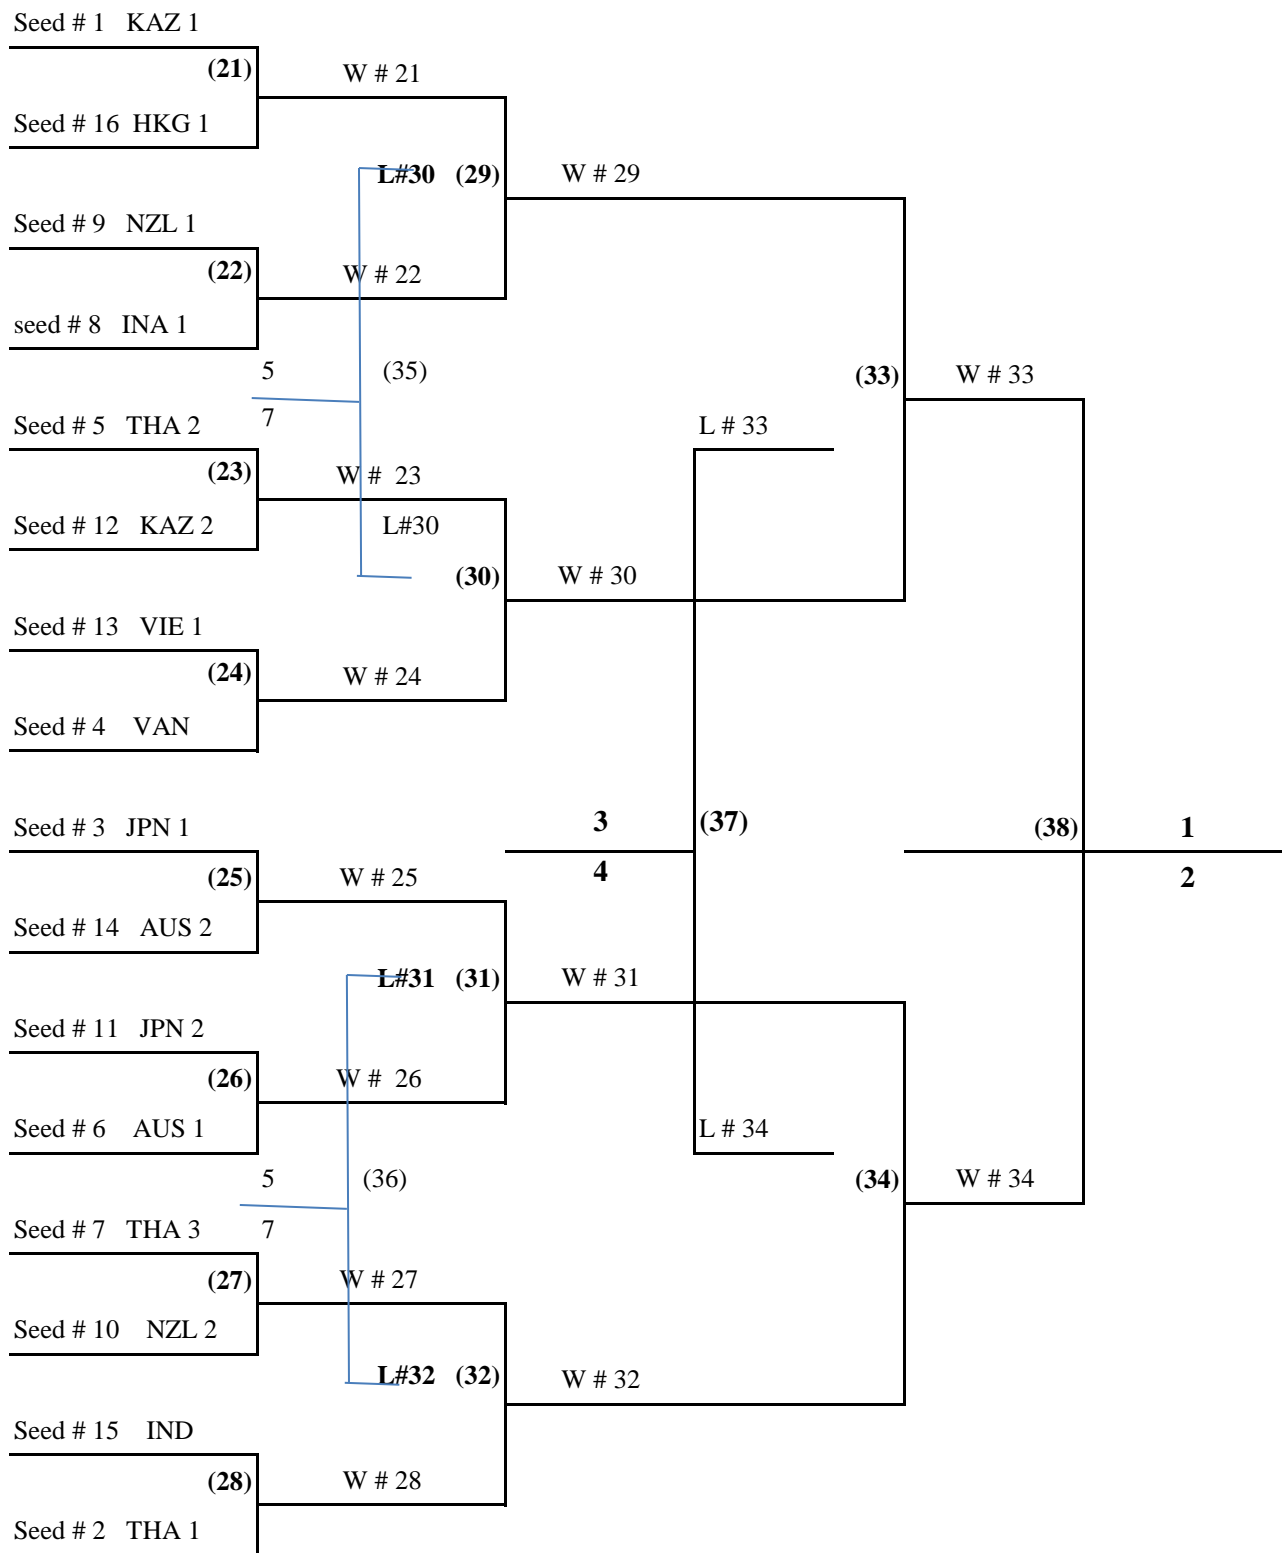 Seed # 1 KAZ 1
(21) W # 21
Seed # 16 HKG 1
L#30 (29) W # 29
Seed # 9 NZL 1
(22) W # 22
seed # 8 INA 1
5 (35)
(33) W # 33
7
Seed # 5 THA 2 L # 33
(23) W # 23
Seed # 12 KAZ 2 L#30
(30) W # 30
Seed # 13 VIE 1
(24) W # 24
Seed # 4 VAN
Seed # 3 JPN 1 3 (37) (38) 1
(25) W # 25 4 2
Seed # 14 AUS 2
L#31 (31) W # 31
Seed # 11 JPN 2
(26) W # 26
Seed # 6 AUS 1 L # 34
5 (36) (34) W # 34
Seed # 7 THA 3 7
(27) W # 27
Seed # 10 NZL 2
L#32 (32) W # 32
Seed # 15 IND
(28) W # 28
Seed # 2 THA 1